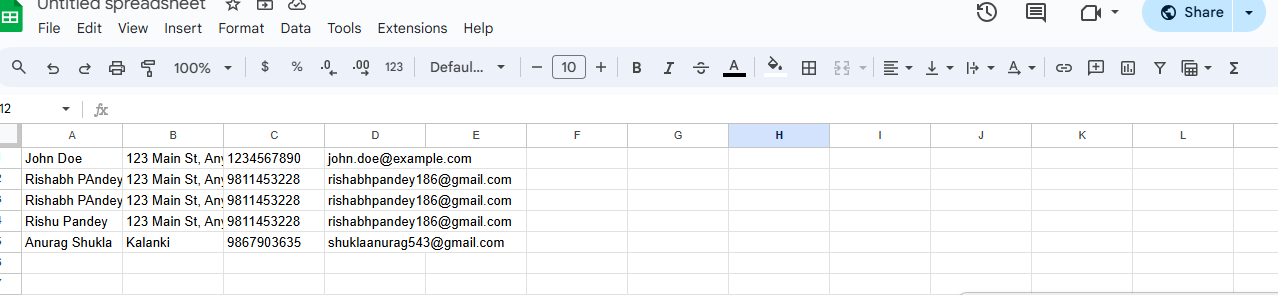 Untitled spreadsheet
File Edit View Insert Format Data Tools Extensions Help
Share
100% $ % .0 .00 123 Defaul... 10 B I S A A
12 fx
A B C D E F G H I J K L
John Doe 123 Main St, Any 1234567890 john.doe@example.com
2 Rishabh PAndey 123 Main St, Any 9811453228 rishabhpandey186@gmail.com
Rishabh PAndey 123 Main St, Any 9811453228 rishabhpandey186@gmail.com
Rishu Pandey 123 Main St, Any 9811453228 rishabhpandey186@gmail.com
5 Anurag Shukla Kalanki 9867903635 shuklaanurag543@gmail.com
6